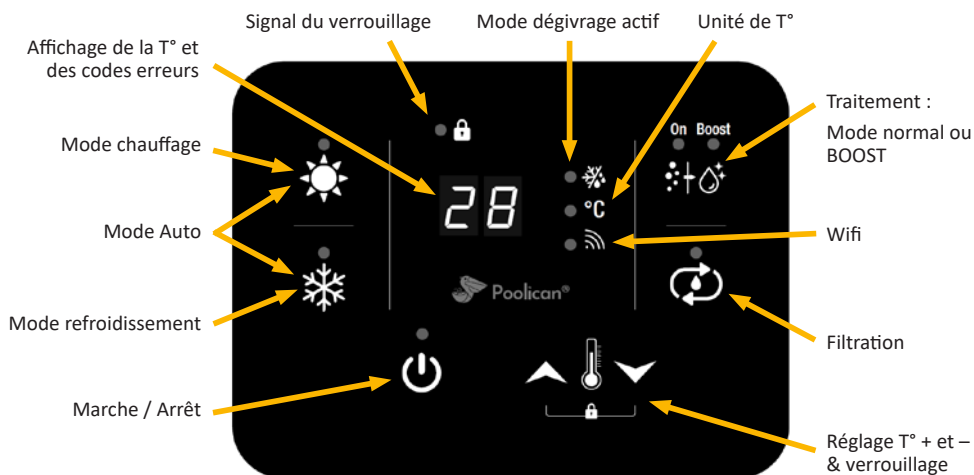 Signal du verrouillage
Mode dégivrage actif
Unité de T°
Affichage de la T° et
des codes erreurs
Traitement :
Mode normal ou
BOOST
On Boost
Mode chauffage
28
°C
Mode Auto
Wifi
Poolican®
Mode refroidissement
Filtration
Marche / Arrêt
Réglage T° + et –
& verrouillage